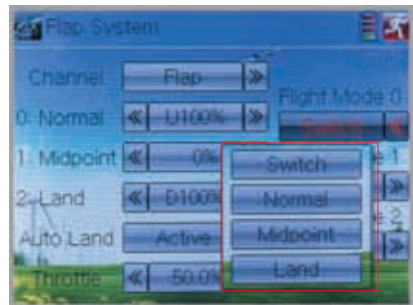 Flap System
Channel Flap
Flight Mode 0
0: Normal U100% Switch
1: Midpoint 0%
2: Land D100%
Auto Land Active
Throttle 50.0%
Switch
Normal
Midpoint
Land